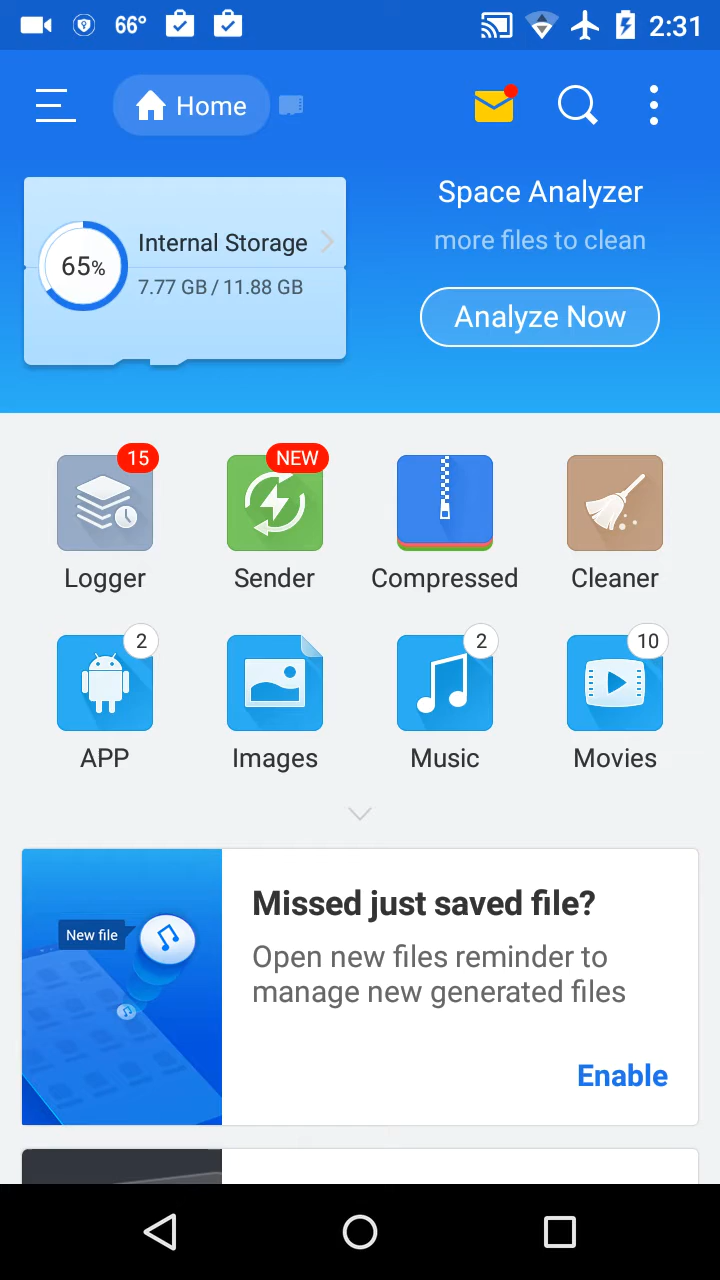 66°
2:31
Home
Internal Storage
65%
7.77 GB / 11.88 GB
Space Analyzer
more files to clean
Analyze Now
15
NEW
Logger
Sender
Compressed
Cleaner
2
2
10
APP
Images
Music
Movies
New file
Missed just saved file?
Open new files reminder to
manage new generated files
Enable